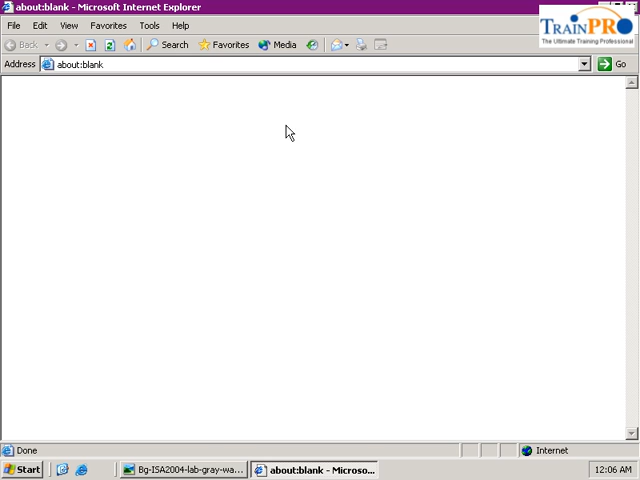 about:blank - Microsoft Internet Explorer
TRAINPRO
The Ultimate Training Professional
File Edit View Favorites Tools Help
Back Search Favorites Media
Address about:blank Go
Done Internet
Start Bg-ISA2004-lab-gray-wa... about:blank - Microso... 12:06 AM